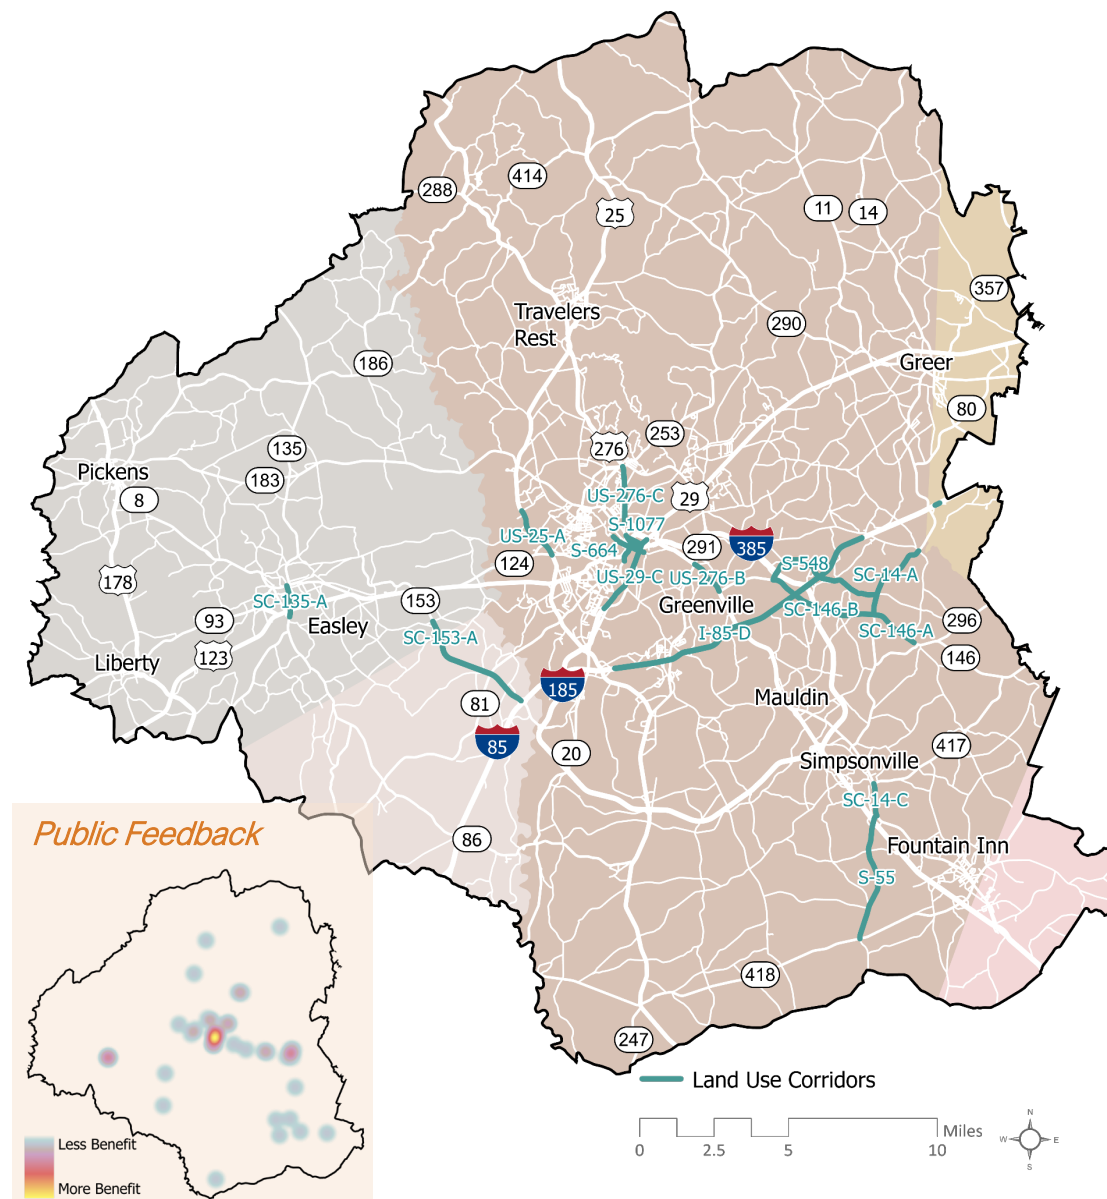 414
288
11
14
25
357
Travelers
Rest
290
186
Greer
80
253
135
276
Pickens
183
8
29
US-276-C
S-1077
US-25-A
385
S-664
291
S-548
124
178
US-29-C
US-276-B
SC-14-A
SC-135-A
153
Greenville
SC-146-B
93
Easley
296
SC-153-A
I-85-D
SC-146-A
123
Liberty
146
185
Mauldin
81
85
20
417
Simpsonville
SC-14-C
Public Feedback
86
Fountain Inn
S-55
418
247
Land Use Corridors
Less Benefit
More Benefit
Miles
0
2.5
5
10
N
W
E
S